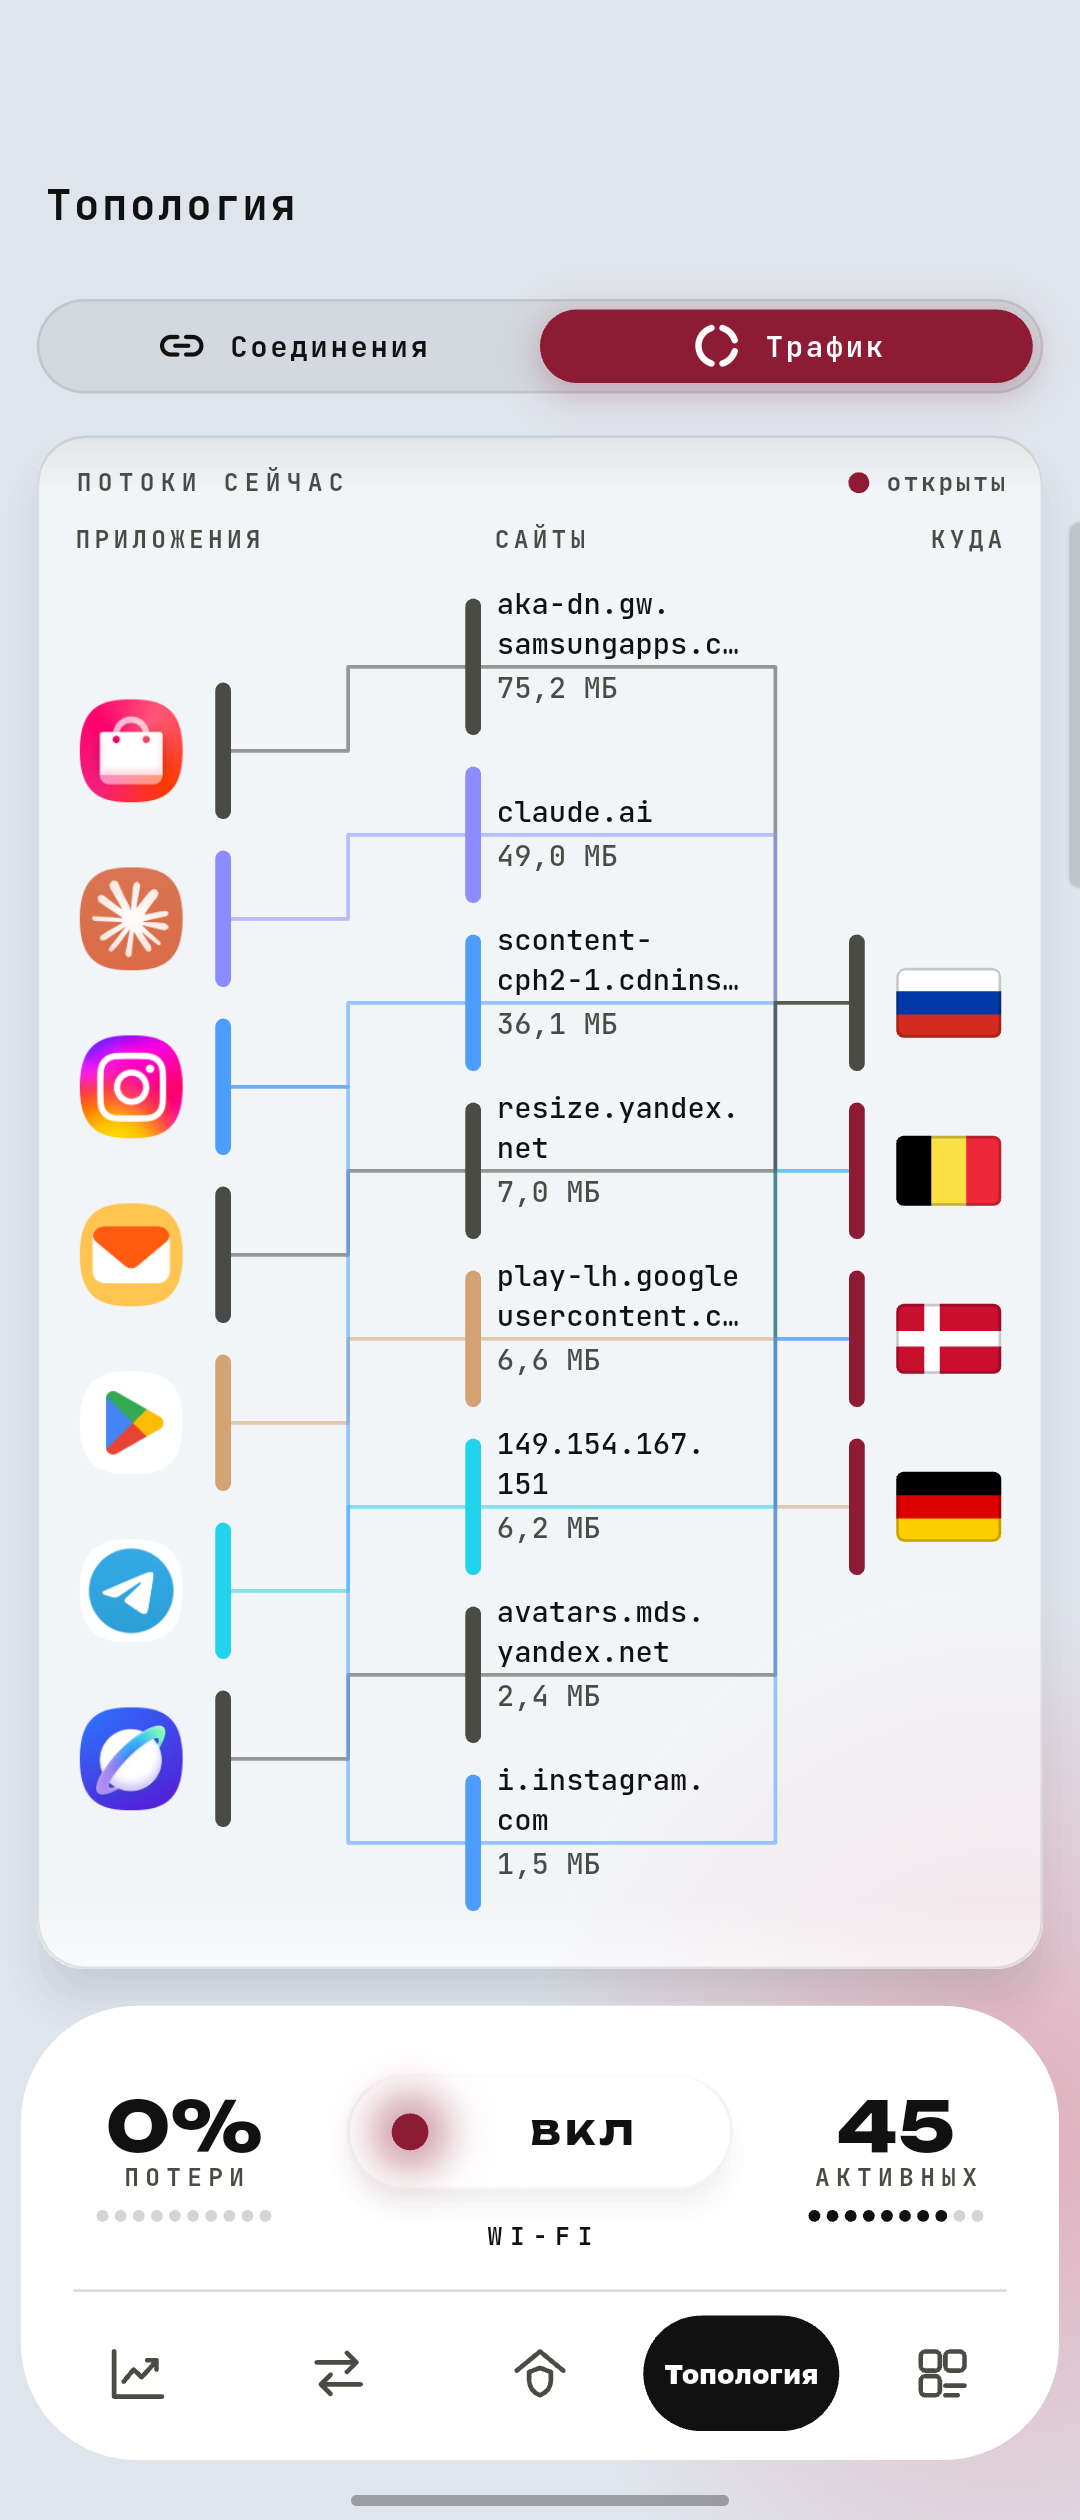 Топология
Соединения
Трафик
ПОТОКИ СЕЙЧАС
открыты
ПРИЛОЖЕНИЯ
САЙТЫ
КУДА
aka-dn.gw.
samsungapps.c…
75,2 МБ
claude.ai
49,0 МБ
scontent-
cph2-1.cdnins…
36,1 МБ
resize.yandex.
net
7,0 МБ
play-lh.google
usercontent.c…
6,6 МБ
149.154.167.
151
6,2 МБ
avatars.mds.
yandex.net
2,4 МБ
i.instagram.
com
1,5 МБ
0%
ПОТЕРИ
ВКЛ
WI-FI
45
АКТИВНЫХ
Топология